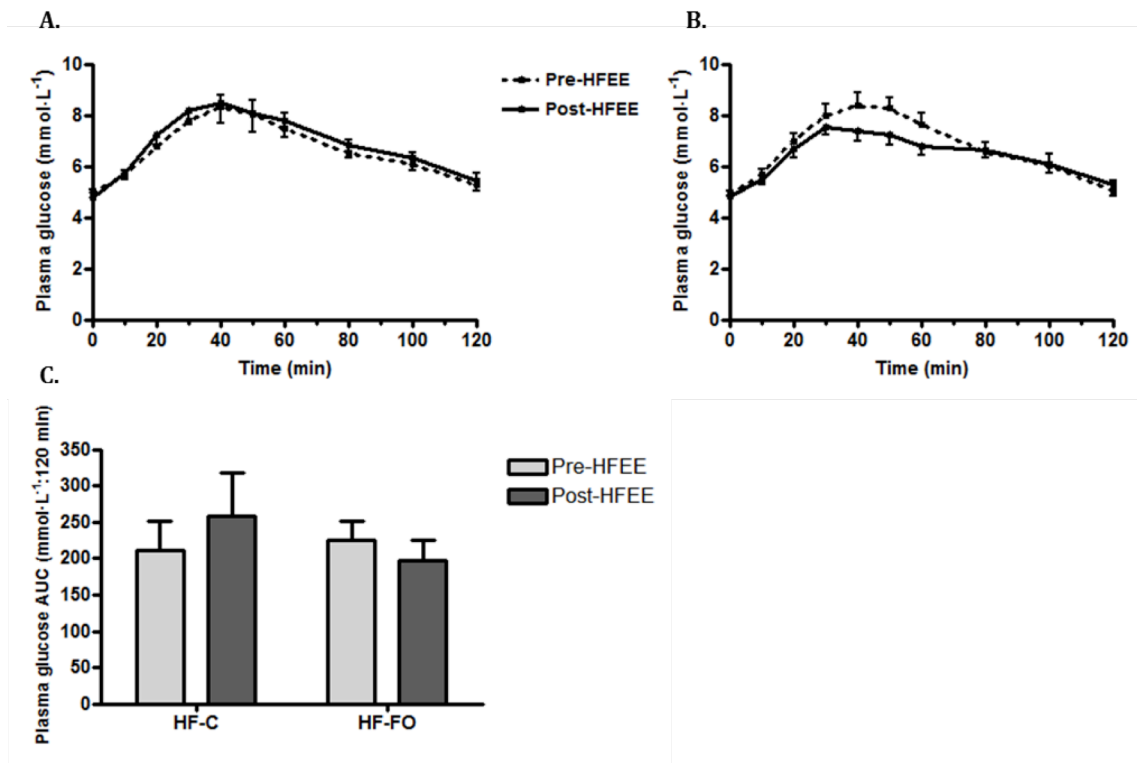 A.
B.
Plasma glucose (mmol·L⁻¹)
10
8
6
4
2
0
0 20 40 60 80 100 120
Time (min)
Pre-HFEE
Post-HFEE
Plasma glucose (mmol·L⁻¹)
10
8
6
4
2
0
0 20 40 60 80 100 120
Time (min)
C.
Plasma glucose AUC (mmol·L⁻¹:120 min)
350
300
250
200
150
100
50
0
HF-C HF-FO
Pre-HFEE
Post-HFEE